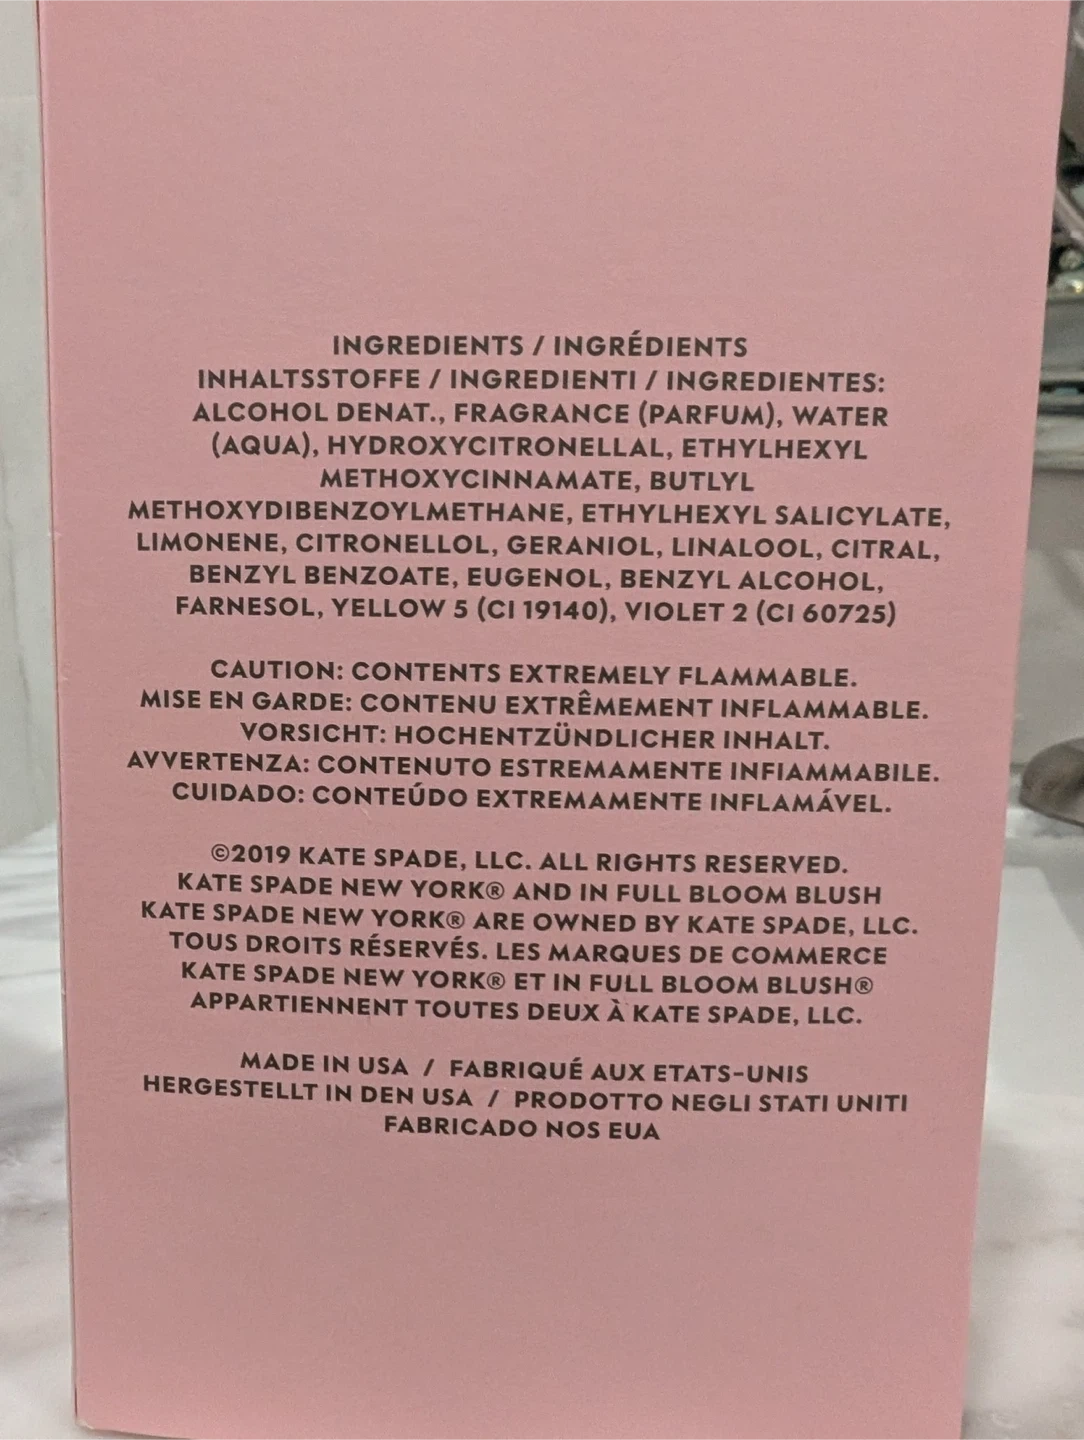 INGREDIENTS / INGRÉDIENTS
INHALTSSTOFFE / INGREDIENTI / INGREDIENTES:
ALCOHOL DENAT., FRAGRANCE (PARFUM), WATER
(AQUA), HYDROXYCITRONELLAL, ETHYLHEXYL
METHOXYCINNAMATE, BUTLYL
METHOXYDIBENZOYLMETHANE, ETHYLHEXYL SALICYLATE,
LIMONENE, CITRONELLOL, GERANIOL, LINALOOL, CITRAL,
BENZYL BENZOATE, EUGENOL, BENZYL ALCOHOL,
FARNESOL, YELLOW 5 (CI 19140), VIOLET 2 (CI 60725)
CAUTION: CONTENTS EXTREMELY FLAMMABLE.
MISE EN GARDE: CONTENU EXTRÊMEMENT INFLAMMABLE.
VORSICHT: HOCHENTZÜNDLICHER INHALT.
AVVERTENZA: CONTENUTO ESTREMAMENTE INFIAMMABILE.
CUIDADO: CONTEÚDO EXTREMAMENTE INFLAMÁVEL.
©2019 KATE SPADE, LLC. ALL RIGHTS RESERVED.
KATE SPADE NEW YORK® AND IN FULL BLOOM BLUSH
KATE SPADE NEW YORK® ARE OWNED BY KATE SPADE, LLC.
TOUS DROITS RÉSERVÉS. LES MARQUES DE COMMERCE
KATE SPADE NEW YORK® ET IN FULL BLOOM BLUSH®
APPARTIENNENT TOUTES DEUX À KATE SPADE, LLC.
MADE IN USA / FABRIQUÉ AUX ETATS-UNIS
HERGESTELLT IN DEN USA / PRODOTTO NEGLI STATI UNITI
FABRICADO NOS EUA